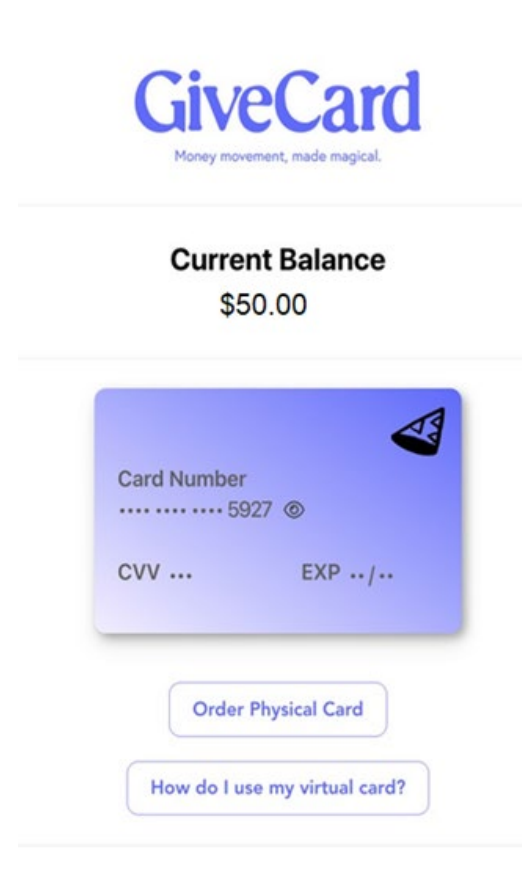 GiveCard
Money movement, made magical.
Current Balance
$50.00
Card Number
•••• •••• •••• 5927
CVV •••
EXP ••/••
Order Physical Card
How do I use my virtual card?